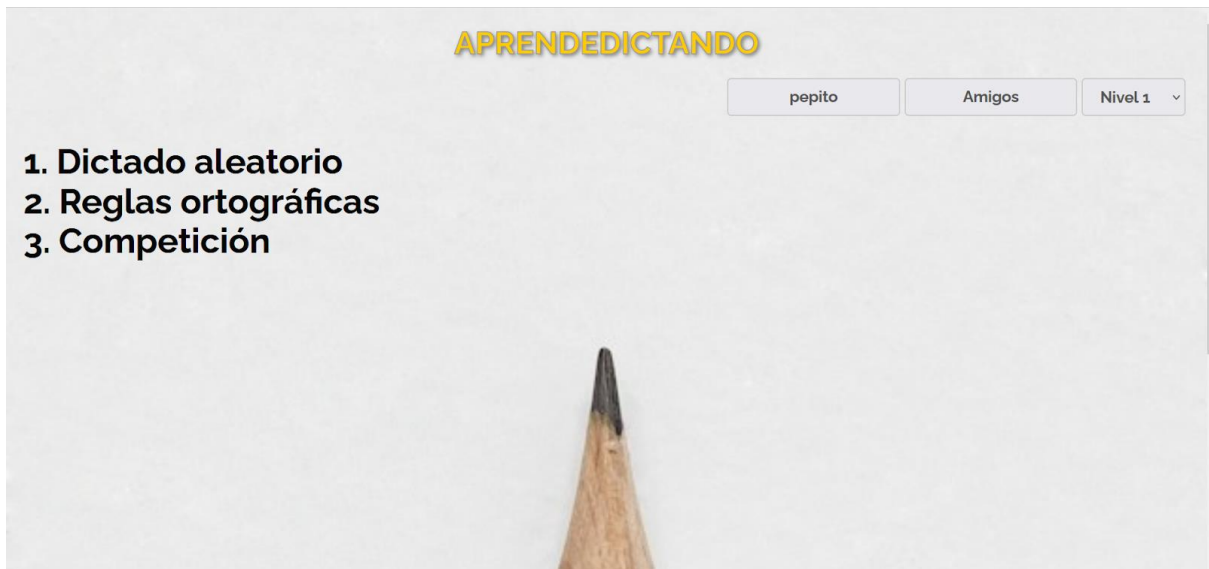 APRENDEDICTANDO
pepito Amigos Nivel 1
1. Dictado aleatorio
2. Reglas ortográficas
3. Competición